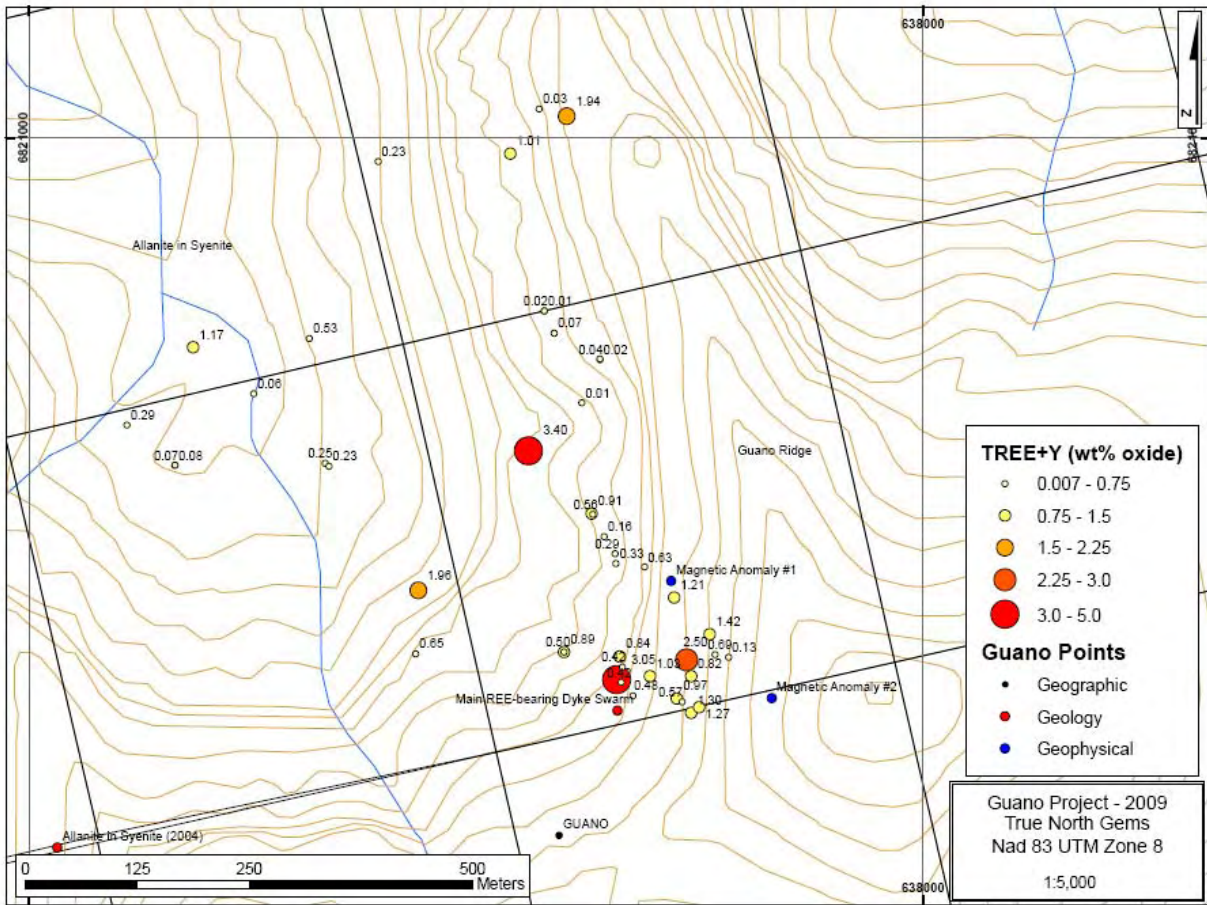 638000
6821000
N
0.03
1.94
1.01
0.23
Allanite in Syenite
0.020.01
0.07
0.53
1.17
0.040.02
0.06
0.01
0.29
3.40
Guano Ridge
0.070.08
0.25
0.23
0.56
0.91
0.16
0.29
0.33
0.63
Magnetic Anomaly #1
1.21
1.96
1.42
0.65
0.50
0.89
0.84
2.50
0.69
0.13
3.05
1.03
0.82
0.48
0.57
0.97
Main REE-bearing Dyke Swarm
1.30
1.27
Magnetic Anomaly #2
GUANO
Allanite in Syenite (2004)
0
125
250
500
Meters
638000
TREE+Y (wt% oxide)
0.007 - 0.75
0.75 - 1.5
1.5 - 2.25
2.25 - 3.0
3.0 - 5.0
Guano Points
Geographic
Geology
Geophysical
Guano Project - 2009
True North Gems
Nad 83 UTM Zone 8
1:5,000